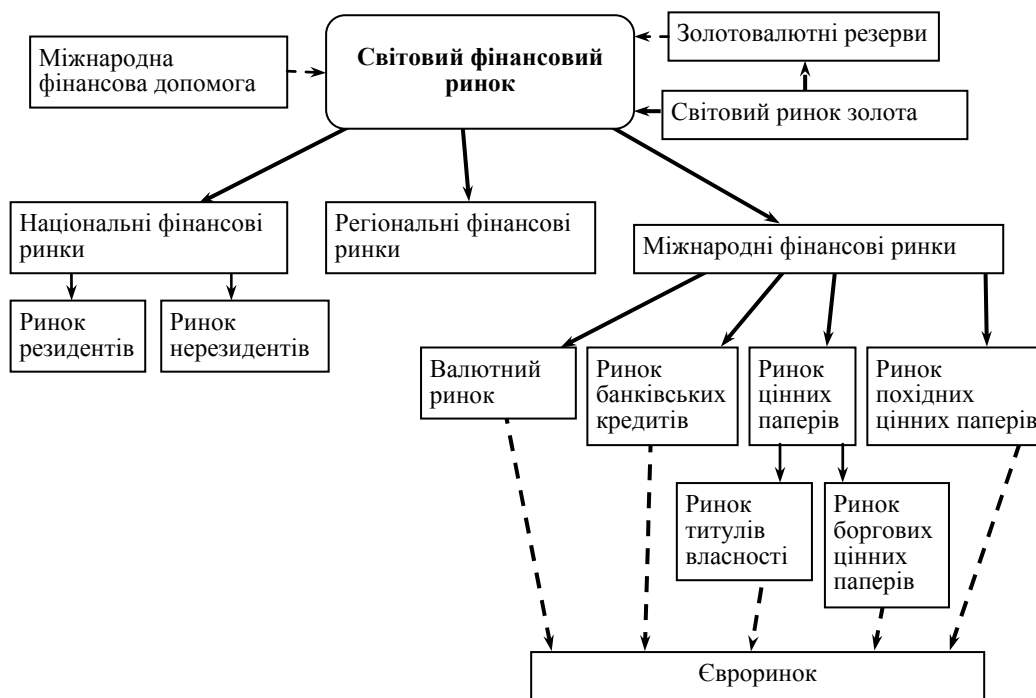 Міжнародна
фінансова допомога
Світовий фінансовий
ринок
Золотовалютні резерви
Світовий ринок золота
Національні фінансові
ринки
Регіональні фінансові
ринки
Міжнародні фінансові ринки
Ринок
резидентів
Ринок
нерезидентів
Валютний
ринок
Ринок
банківських
кредитів
Ринок
цінних
паперів
Ринок
похідних
цінних паперів
Ринок
титулів
власності
Ринок
боргових
цінних
паперів
Євроринок